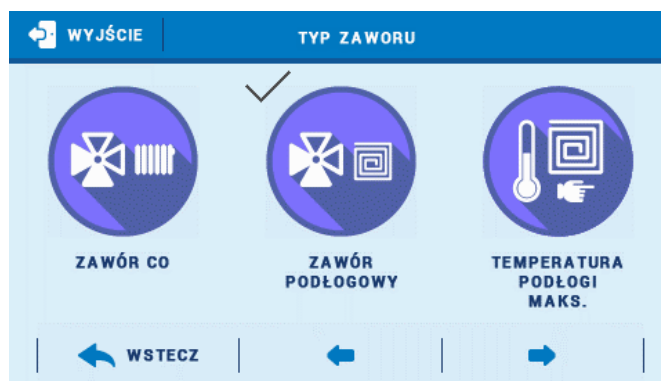 WYJŚCIE
TYP ZAWORU
ZAWÓR CO
ZAWÓR
PODŁOGOWY
TEMPERATURA
PODŁOGI
MAKS.
WSTECZ